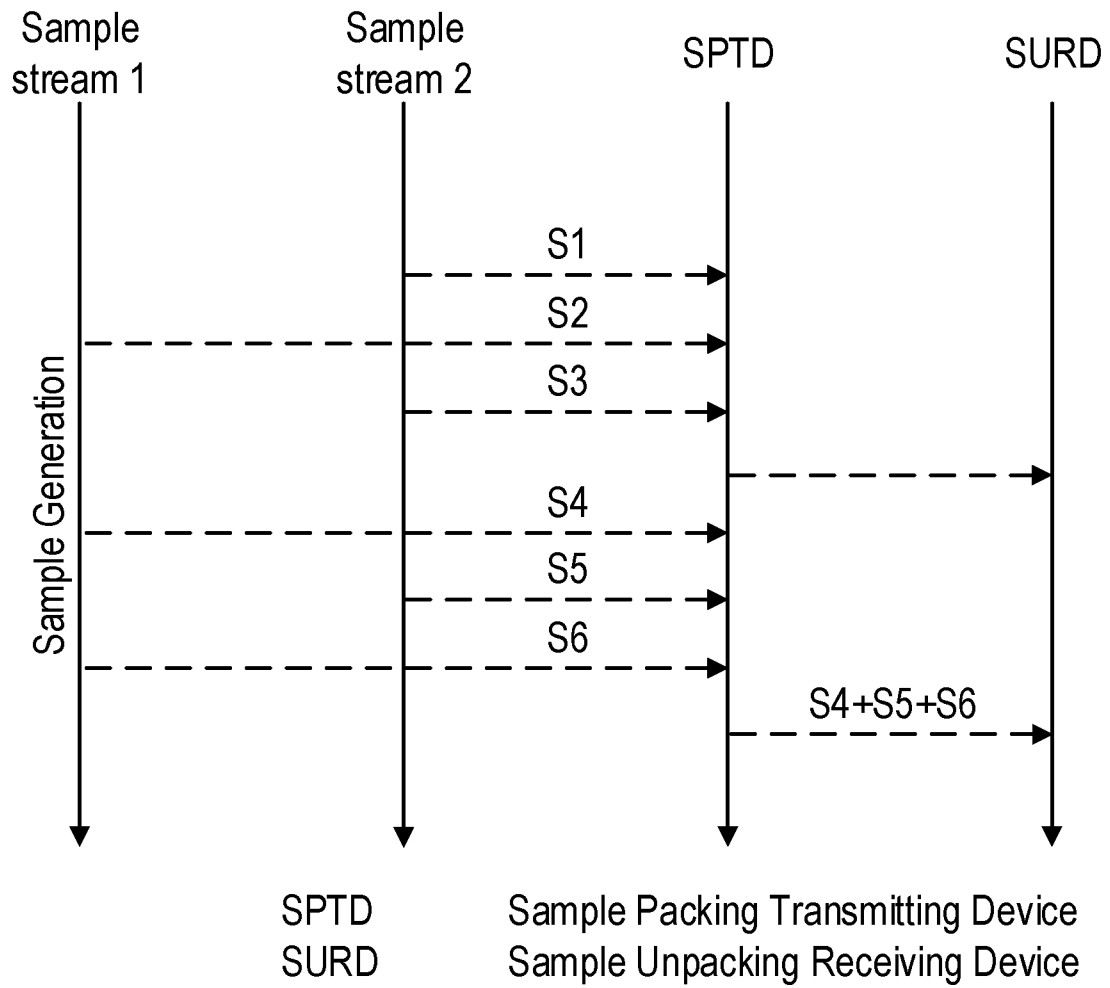 Sample
stream 1
Sample
stream 2
SPTD
SURD
S1
S2
S3
Sample Generation
S4
S5
S6
S4+S5+S6
SPTD Sample Packing Transmitting Device
SURD Sample Unpacking Receiving Device